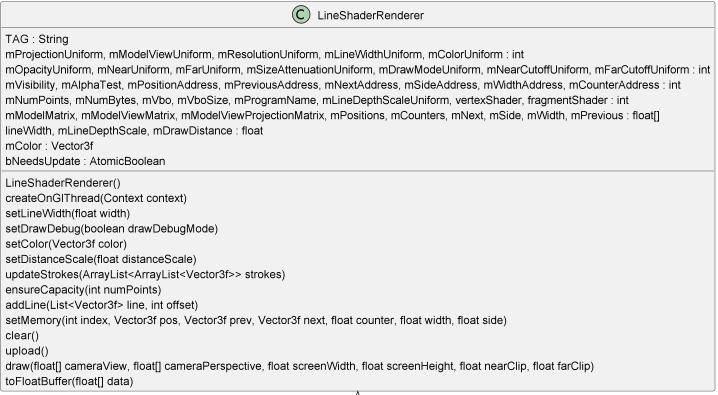 C LineShaderRenderer
TAG : String
mProjectionUniform, mModelViewUniform, mResolutionUniform, mLineWidthUniform, mColorUniform : int
mOpacityUniform, mNearUniform, mFarUniform, mSizeAttenuationUniform, mDrawModeUniform, mNearCutoffUniform, mFarCutoffUniform : int
mVisibility, mAlphaTest, mPositionAddress, mPreviousAddress, mNextAddress, mSideAddress, mWidthAddress, mCounterAddress : int
mNumPoints, mNumBytes, mVbo, mVboSize, mProgramName, mLineDepthScaleUniform, vertexShader, fragmentShader : int
mModelMatrix, mModelViewMatrix, mModelViewProjectionMatrix, mPositions, mCounters, mNext, mSide, mWidth, mPrevious : float[]
lineWidth, mLineDepthScale, mDrawDistance : float
mColor : Vector3f
bNeedsUpdate : AtomicBoolean
LineShaderRenderer()
createOnGlThread(Context context)
setLineWidth(float width)
setDrawDebug(boolean drawDebugMode)
setColor(Vector3f color)
setDistanceScale(float distanceScale)
updateStrokes(ArrayList<ArrayList<Vector3f>> strokes)
ensureCapacity(int numPoints)
addLine(List<Vector3f> line, int offset)
setMemory(int index, Vector3f pos, Vector3f prev, Vector3f next, float counter, float width, float side)
clear()
upload()
draw(float[] cameraView, float[] cameraPerspective, float screenWidth, float screenHeight, float nearClip, float farClip)
toFloatBuffer(float[] data)